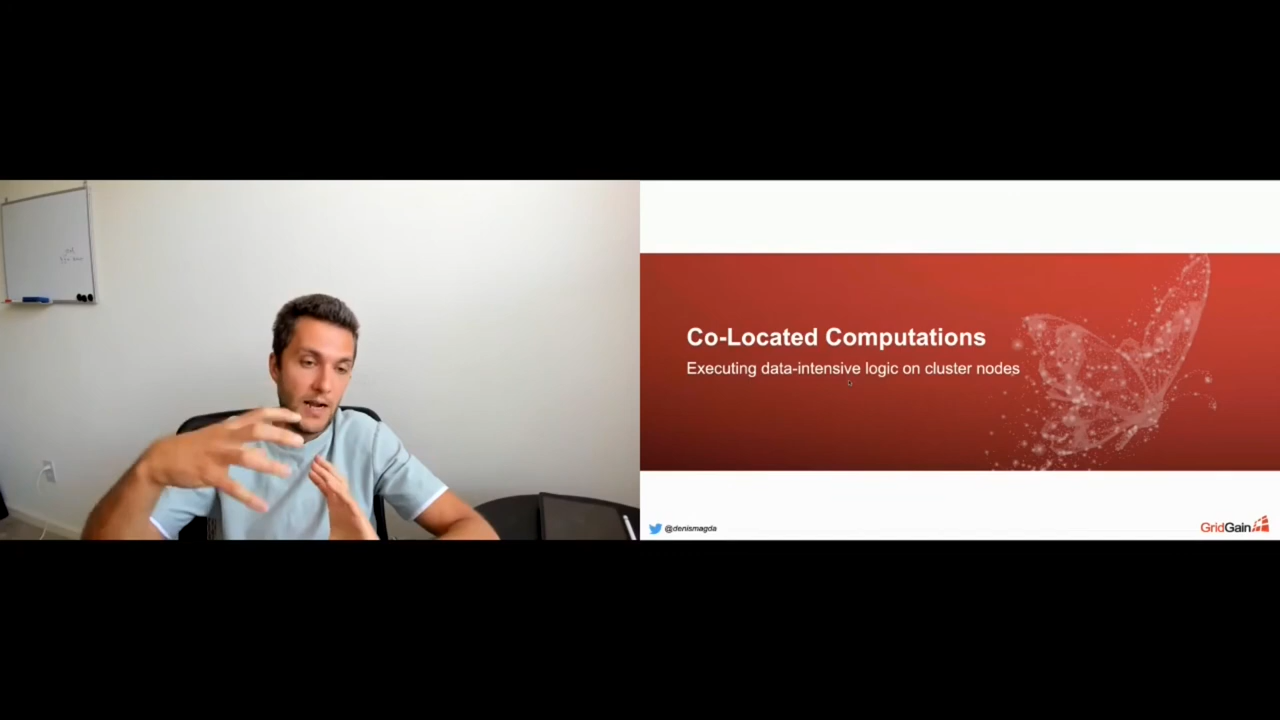 Co-Located Computations
Executing data-intensive logic on cluster nodes
@denismagda
GridGain